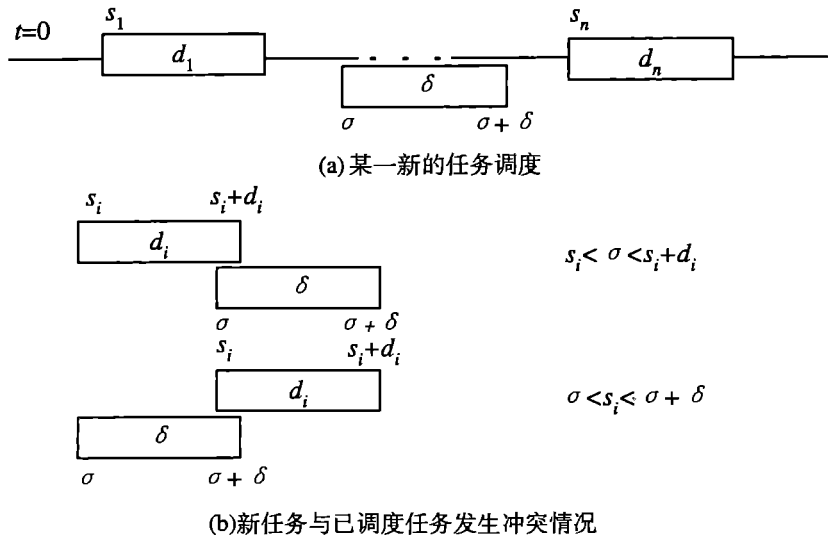 s₁
sₙ
t=0
d₁
· · ·
dₙ
δ
σ
σ + δ
(a) 某一新的任务调度
sᵢ
sᵢ+dᵢ
dᵢ
sᵢ< σ <sᵢ+dᵢ
δ
σ
σ + δ
sᵢ
sᵢ+dᵢ
dᵢ
σ <sᵢ< σ + δ
δ
σ
σ + δ
(b)新任务与已调度任务发生冲突情况